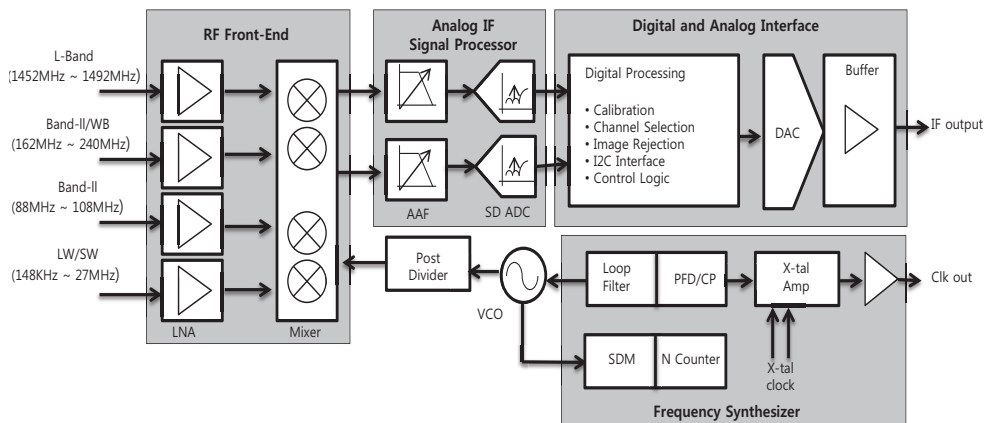 RF Front-End
Analog IF
Signal Processor
Digital and Analog Interface
L-Band
(1452MHz ~ 1492MHz)
Band-II/WB
(162MHz ~ 240MHz)
Band-II
(88MHz ~ 108MHz)
LW/SW
(148KHz ~ 27MHz)
LNA
Mixer
AAF
SD ADC
Digital Processing
• Calibration
• Channel Selection
• Image Rejection
• I2C Interface
• Control Logic
DAC
Buffer
IF output
Post
Divider
VCO
Loop
Filter
PFD/CP
X-tal
Amp
Clk out
SDM
N Counter
X-tal
clock
Frequency Synthesizer